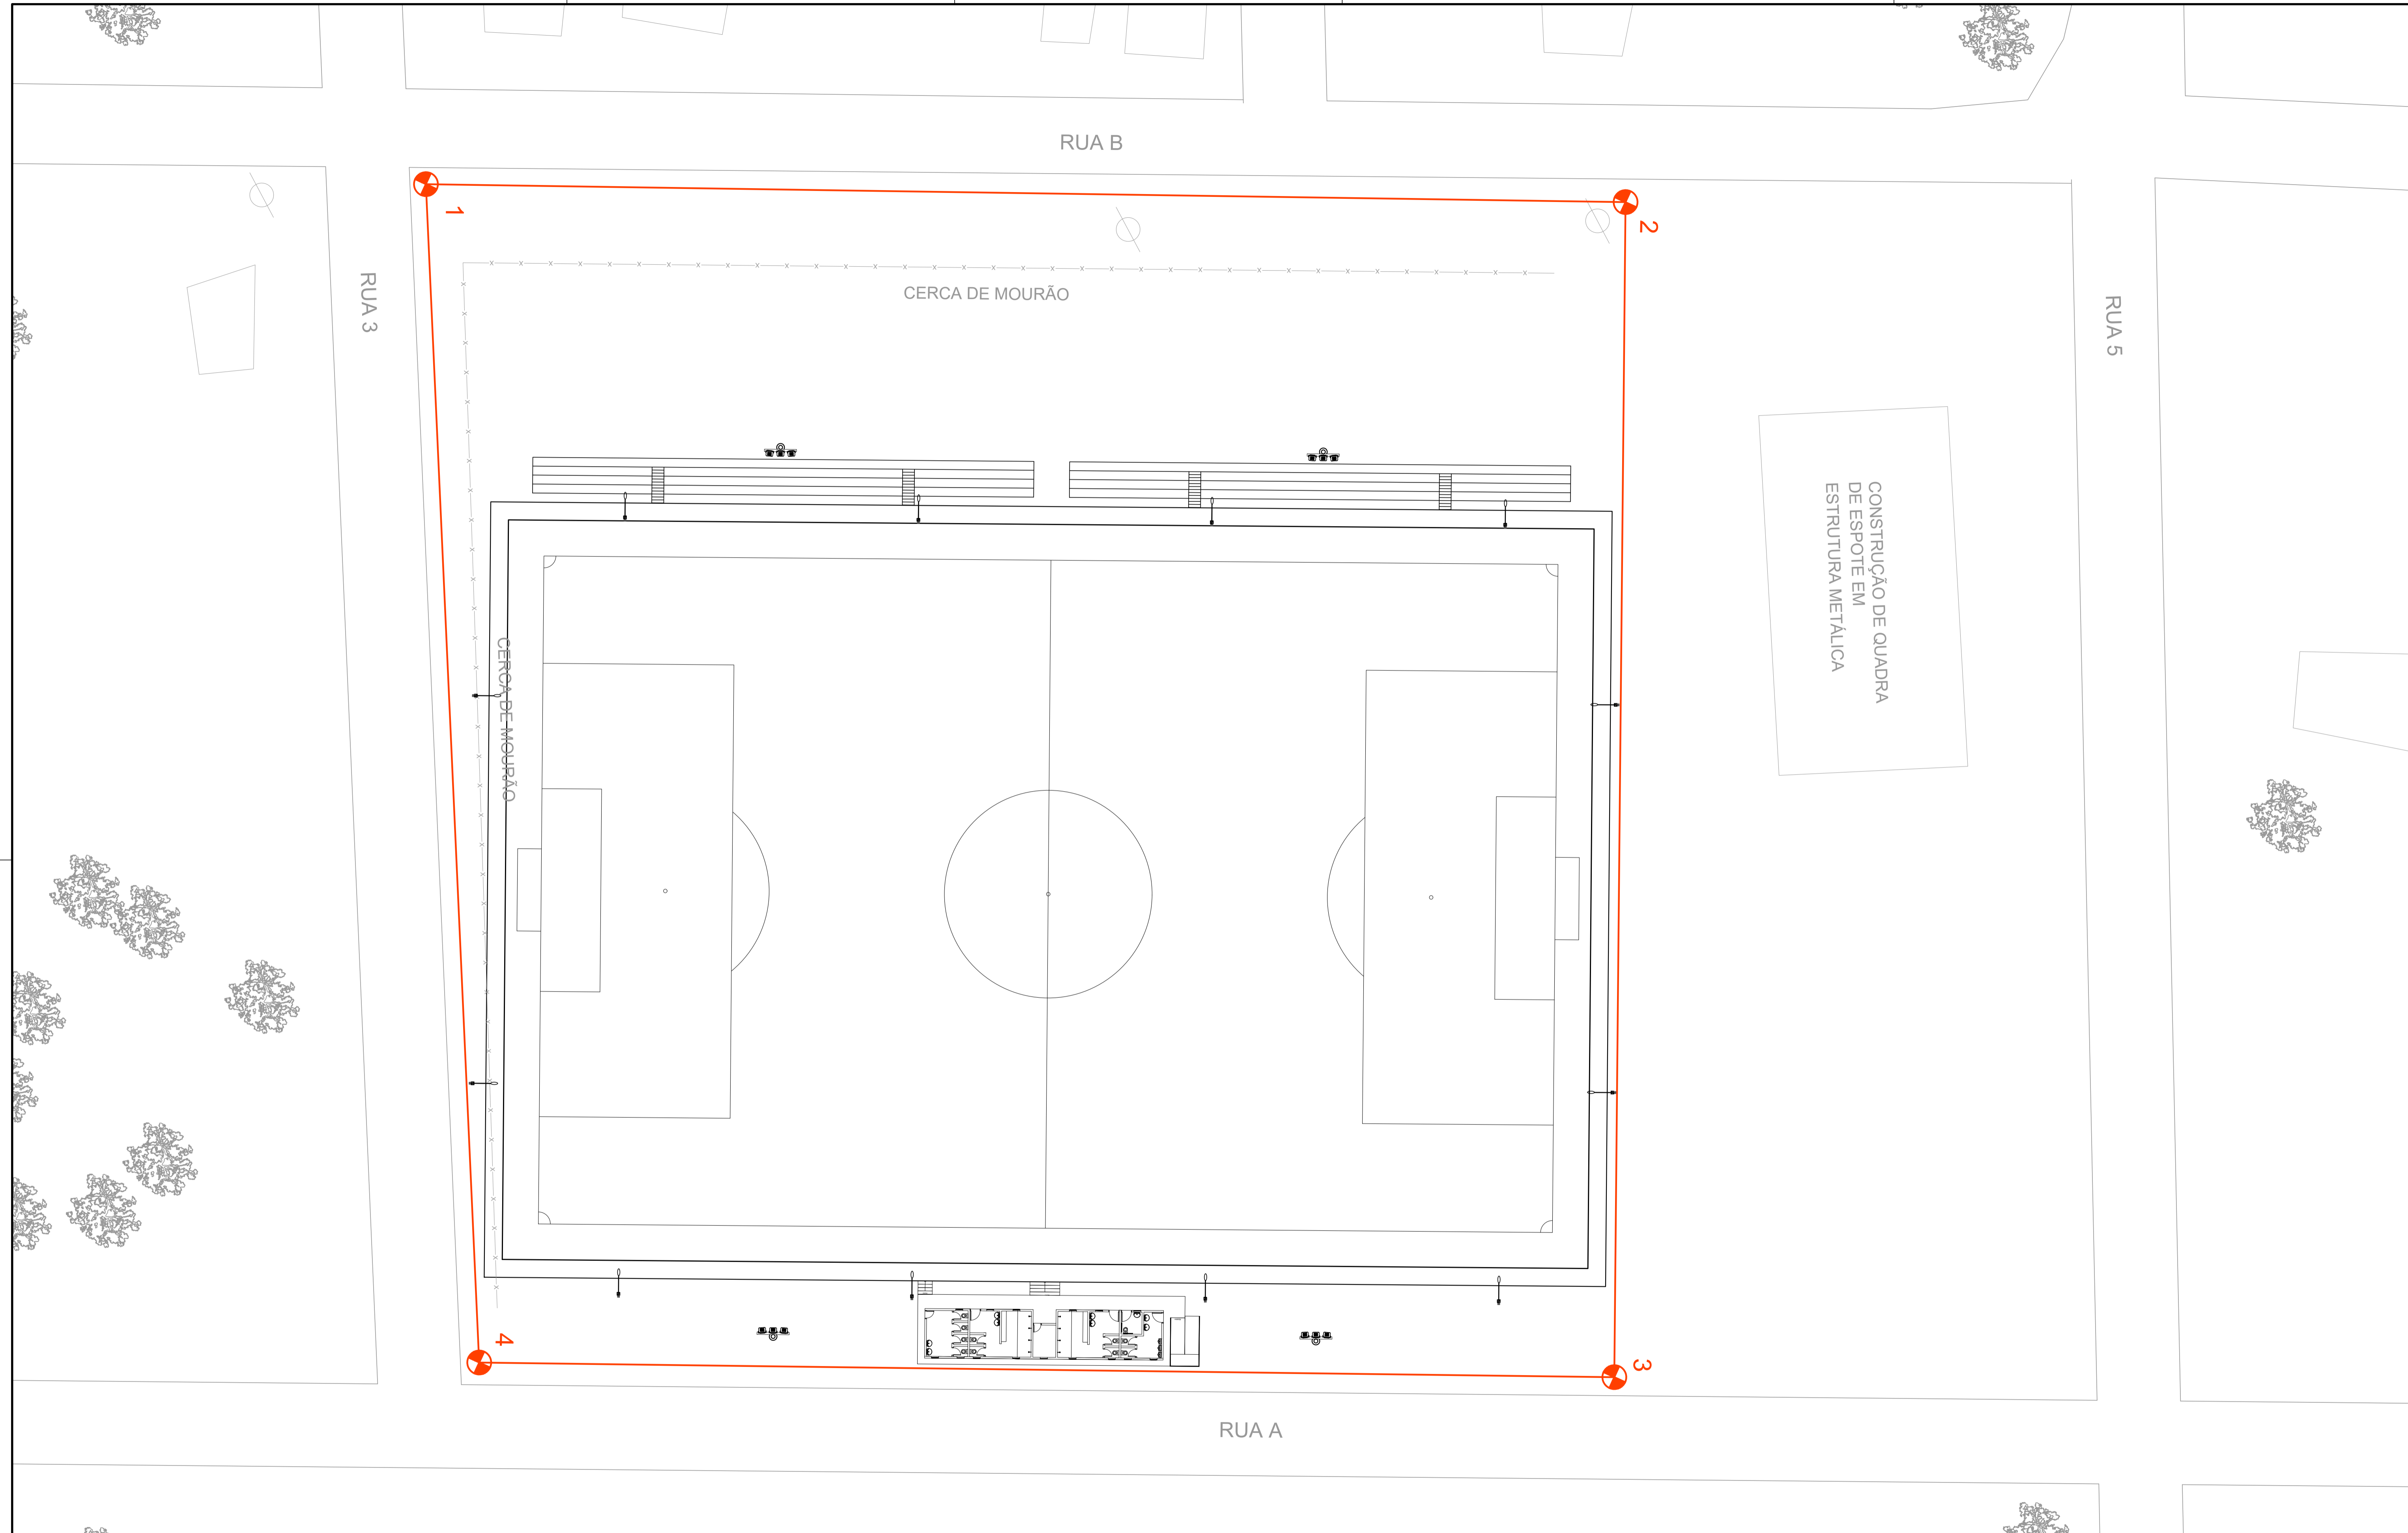 RUA B
1
2
RUA 3
CERCA DE MOURÃO
RUA 5
CONSTRUÇÃO DE QUADRA
DE ESPOTE EM
ESTRUTURA METÁLICA
CERCA DE MOURÃO
4
3
RUA A